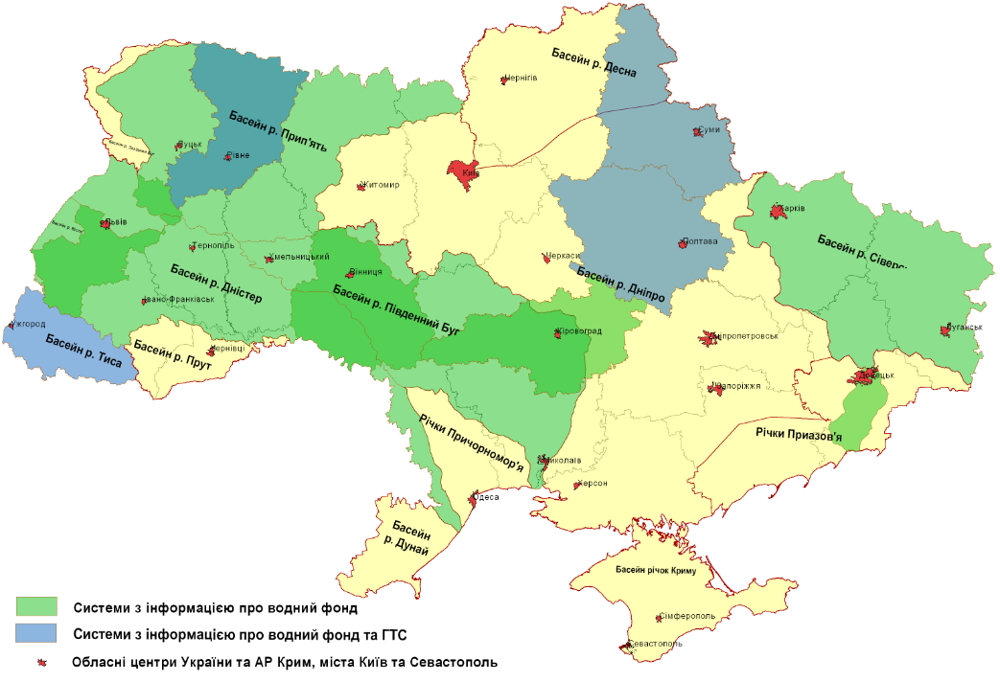 Басейн р. Десна
Чернігів
Басейн р. Прип'ять
Суми
Луцьк
Рівне
Басейн р. Західний Буг
Київ
Житомир
Харків
Львів
Тернопіль
Хмельницький
Полтава
Басейн р. Сіверс
Черкаси
Вінниця
Басейн р. Дністер
Басейн р. Дніпро
Івано-Франківськ
Басейн р. Південний Буг
Ужгород
Кіровоград
Луганськ
Дніпропетровськ
Басейн р. Тиса
Басейн р. Прут
Чернівці
Донецьк
Запоріжжя
Річки Причорномор'я
Річки Приазов'я
Миколаїв
Херсон
Одеса
Басейн
р. Дунай
Басейн річок Криму
Сімферополь
Севастополь
Системи з інформацією про водний фонд
Системи з інформацією про водний фонд та ГТС
Обласні центри України та АР Крим, міста Київ та Севастополь